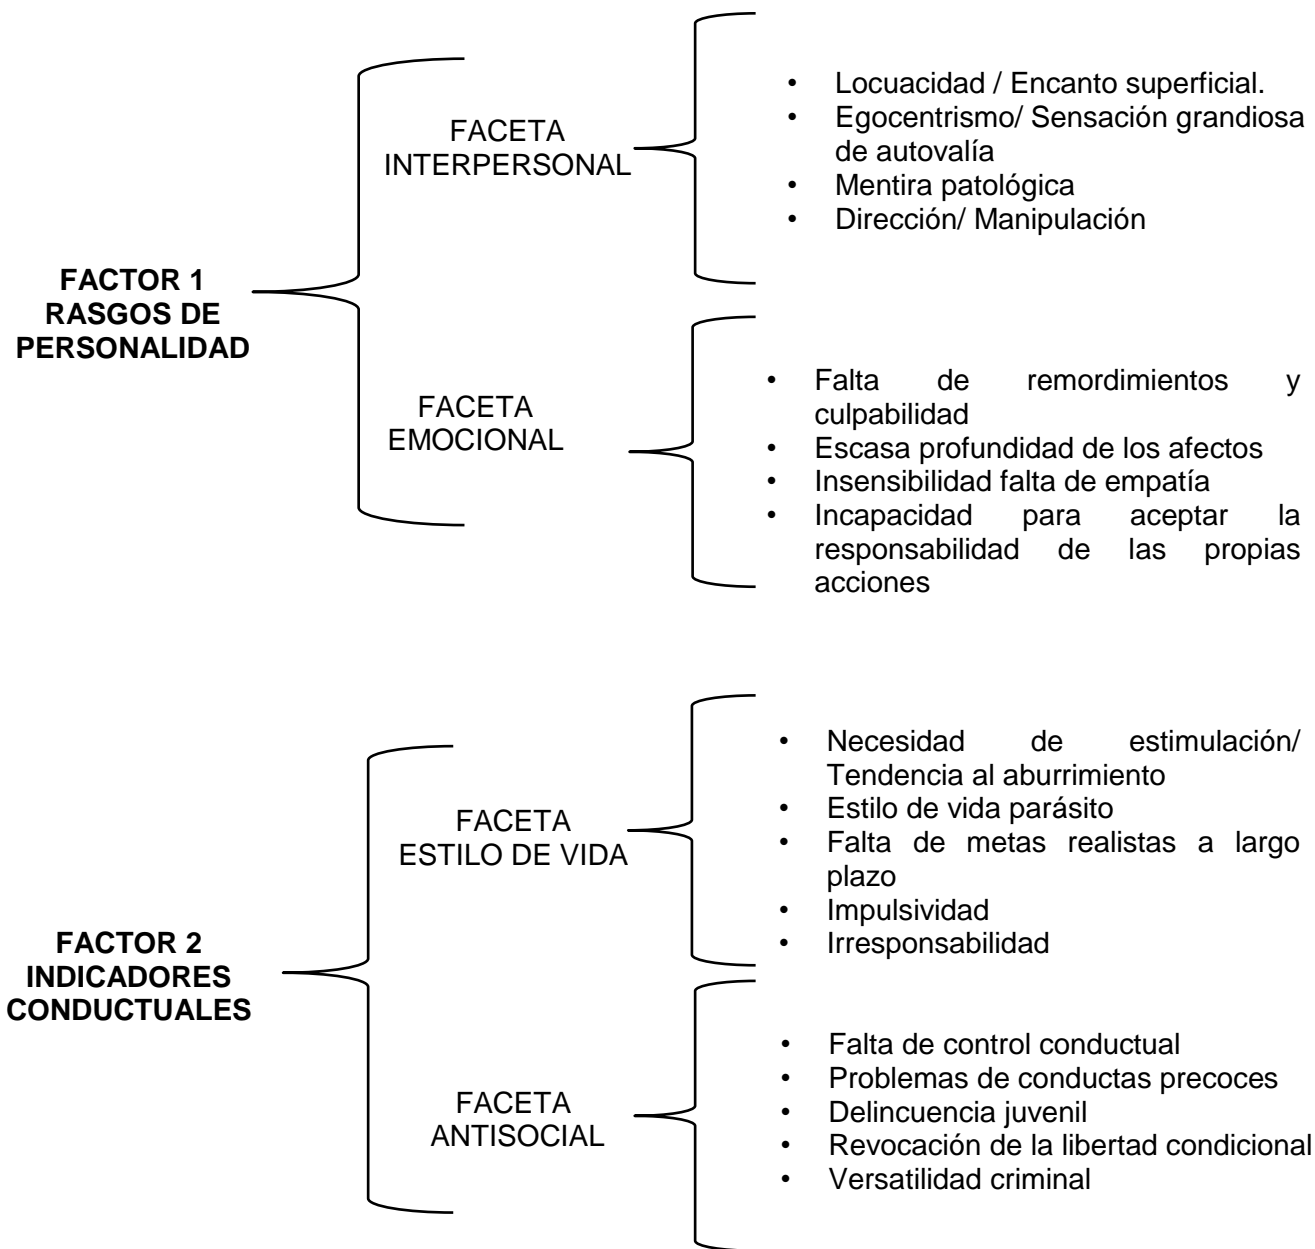 FACTOR 1
RASGOS DE
PERSONALIDAD
FACETA
INTERPERSONAL
• Locuacidad / Encanto superficial.
• Egocentrismo/ Sensación grandiosa
de autovalía
• Mentira patológica
• Dirección/ Manipulación
FACETA
EMOCIONAL
• Falta de remordimientos y
culpabilidad
• Escasa profundidad de los afectos
• Insensibilidad falta de empatía
• Incapacidad para aceptar la
responsabilidad de las propias
acciones
FACTOR 2
INDICADORES
CONDUCTUALES
FACETA
ESTILO DE VIDA
• Necesidad de estimulación/
Tendencia al aburrimiento
• Estilo de vida parásito
• Falta de metas realistas a largo
plazo
• Impulsividad
• Irresponsabilidad
FACETA
ANTISOCIAL
• Falta de control conductual
• Problemas de conductas precoces
• Delincuencia juvenil
• Revocación de la libertad condicional
• Versatilidad criminal